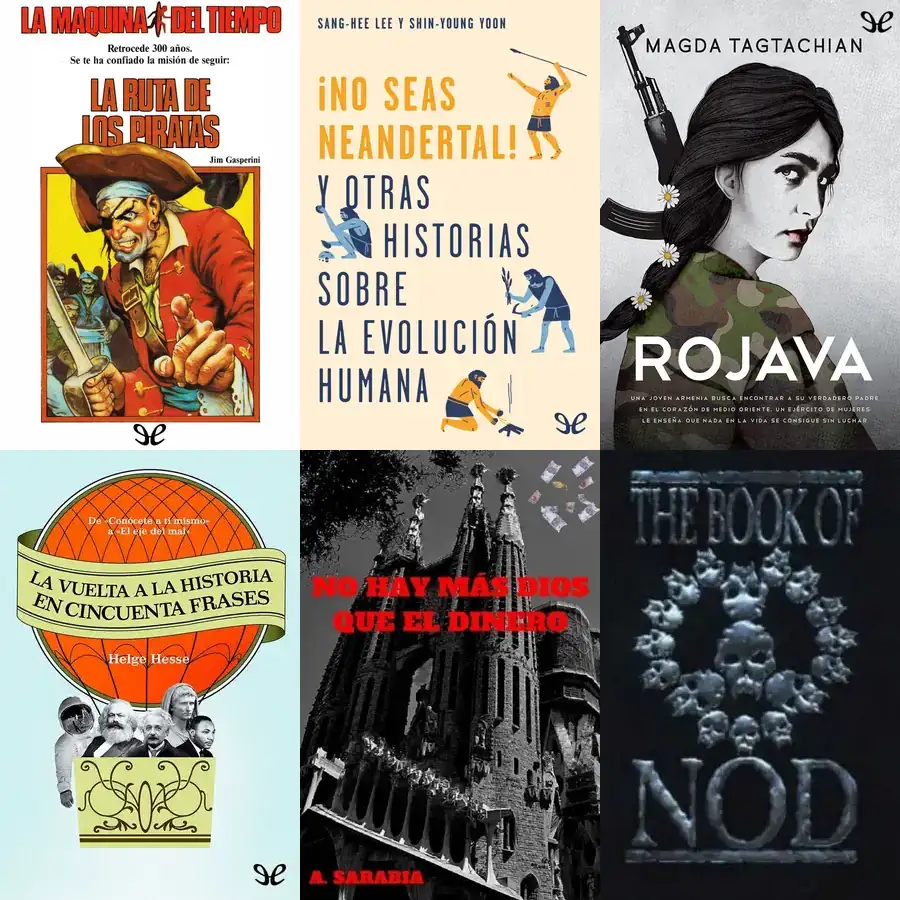 LA MAQUINA DEL TIEMPO
Retrocede 300 años.
Se te ha confiado la misión de seguir:
LA RUTA DE
LOS PIRATAS
Jim Gasperini
SANG-HEE LEE Y SHIN-YOUNG YOON
¡NO SEAS
NEANDERTAL!
Y OTRAS
HISTORIAS
SOBRE
LA EVOLUCIÓN
HUMANA
MAGDA TAGTACHIAN
ROJAVA
UNA JOVEN ARMENIA BUSCA ENCONTRAR A SU VERDADERO PADRE
EN EL CORAZÓN DE MEDIO ORIENTE. UN EJÉRCITO DE MUJERES
LE ENSEÑA QUE NADA EN LA VIDA SE CONSIGUE SIN LUCHAR
De «Conócete a ti mismo»
a «El eje del mal»
LA VUELTA A LA HISTORIA
EN CINCUENTA FRASES
Helge Hesse
NO HAY MÁS DIOS
QUE EL DINERO
A. SARABIA
THE BOOK OF
NOD